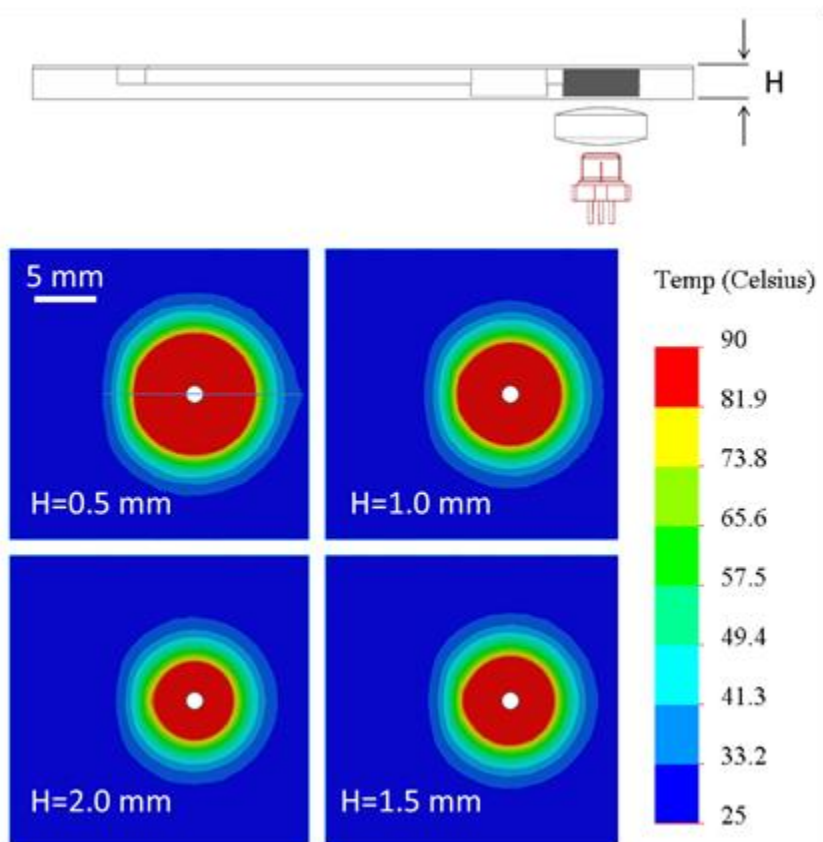 H
5 mm
H=0.5 mm
H=1.0 mm
H=2.0 mm
H=1.5 mm
Temp (Celsius)
90
81.9
73.8
65.6
57.5
49.4
41.3
33.2
25